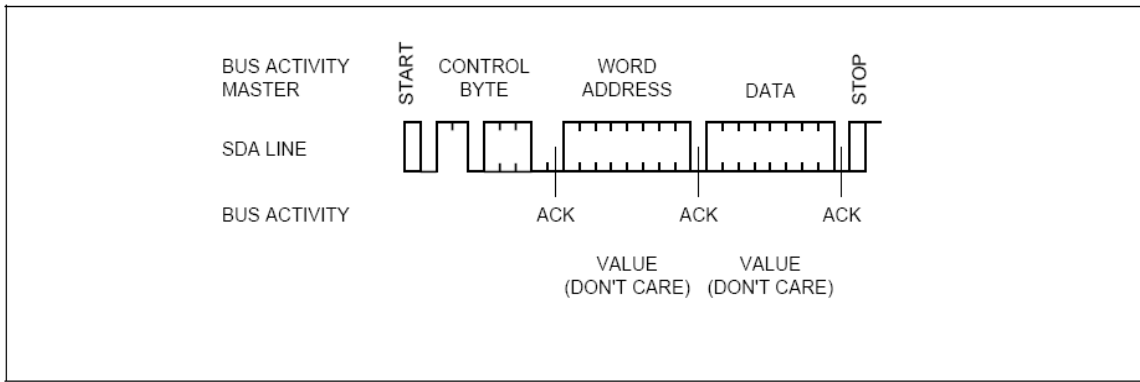 BUS ACTIVITY
MASTER
START
CONTROL
BYTE
WORD
ADDRESS
DATA
STOP
SDA LINE
BUS ACTIVITY
ACK
ACK
ACK
VALUE
(DON'T CARE)
VALUE
(DON'T CARE)